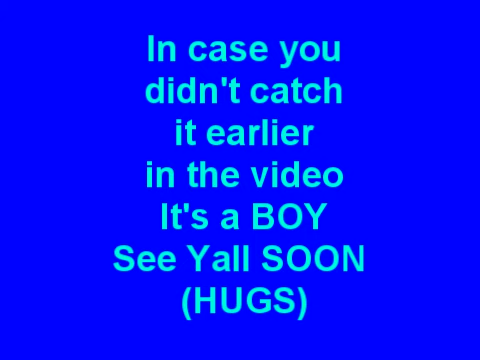 In case you
didn't catch
it earlier
in the video
It's a BOY
See Yall SOON
(HUGS)